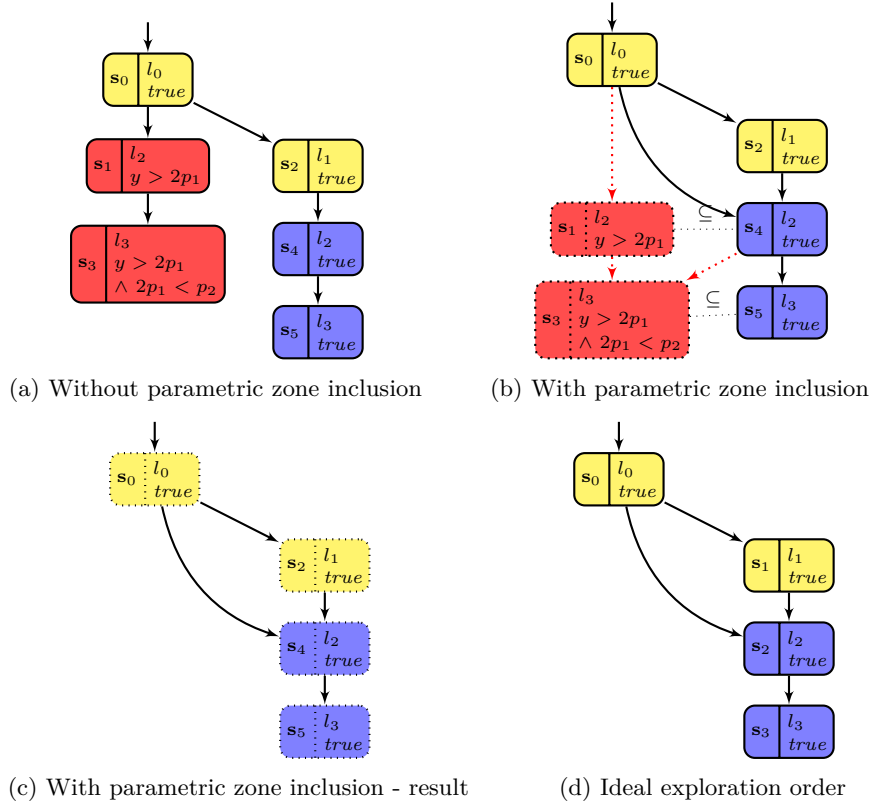 s₀ l₀
true
s₁ l₂
y > 2p₁
s₂ l₁
true
s₃ l₃
y > 2p₁
∧ 2p₁ < p₂
s₄ l₂
true
s₅ l₃
true
(a) Without parametric zone inclusion
s₀ l₀
true
s₂ l₁
true
s₁ l₂
y > 2p₁
⊆
s₄ l₂
true
s₃ l₃
y > 2p₁
∧ 2p₁ < p₂
⊆
s₅ l₃
true
(b) With parametric zone inclusion
s₀ l₀
true
s₂ l₁
true
s₄ l₂
true
s₅ l₃
true
(c) With parametric zone inclusion - result
s₀ l₀
true
s₁ l₁
true
s₂ l₂
true
s₃ l₃
true
(d) Ideal exploration order